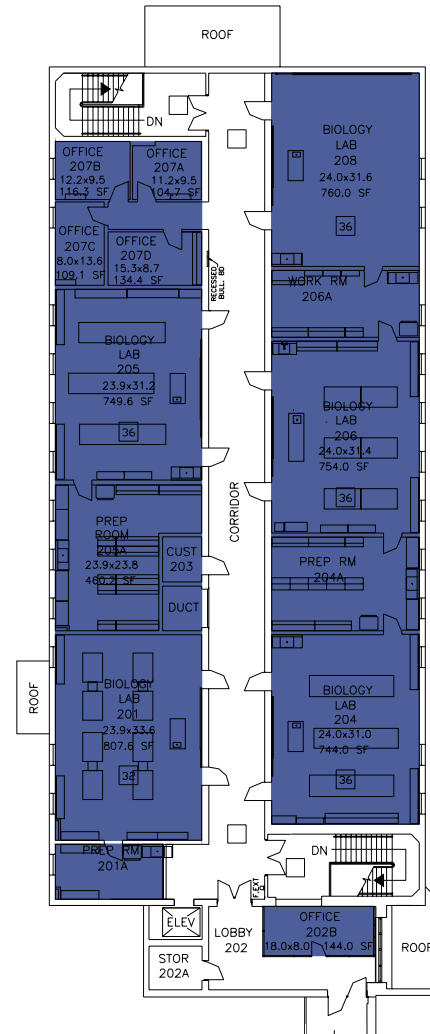 ROOF
DN
OFFICE
207B
12.2x9.5
116.3 SF
OFFICE
207A
11.2x9.5
104.7 SF
BIOLOGY
LAB
208
24.0x31.6
760.0 SF
36
OFFICE
207C
8.0x13.6
109.1 SF
OFFICE
207D
15.3x8.7
134.4 SF
RECESSED
BULL. BD
WORK RM
206A
BIOLOGY
LAB
205
23.9x31.2
749.6 SF
36
BIOLOGY
LAB
206
24.0x31.4
754.0 SF
36
CORRIDOR
PREP
ROOM
205A
23.9x23.8
460.2 SF
CUST
203
DUCT
PREP RM
204A
ROOF
BIOLOGY
LAB
201
23.9x33.6
807.6 SF
32
BIOLOGY
LAB
204
24.0x31.0
744.0 SF
36
PREP RM
201A
DN
F.EXT
ELEV
LOBBY
202
OFFICE
202B
18.0x8.0 144.0 SF
STOR
202A
ROOF